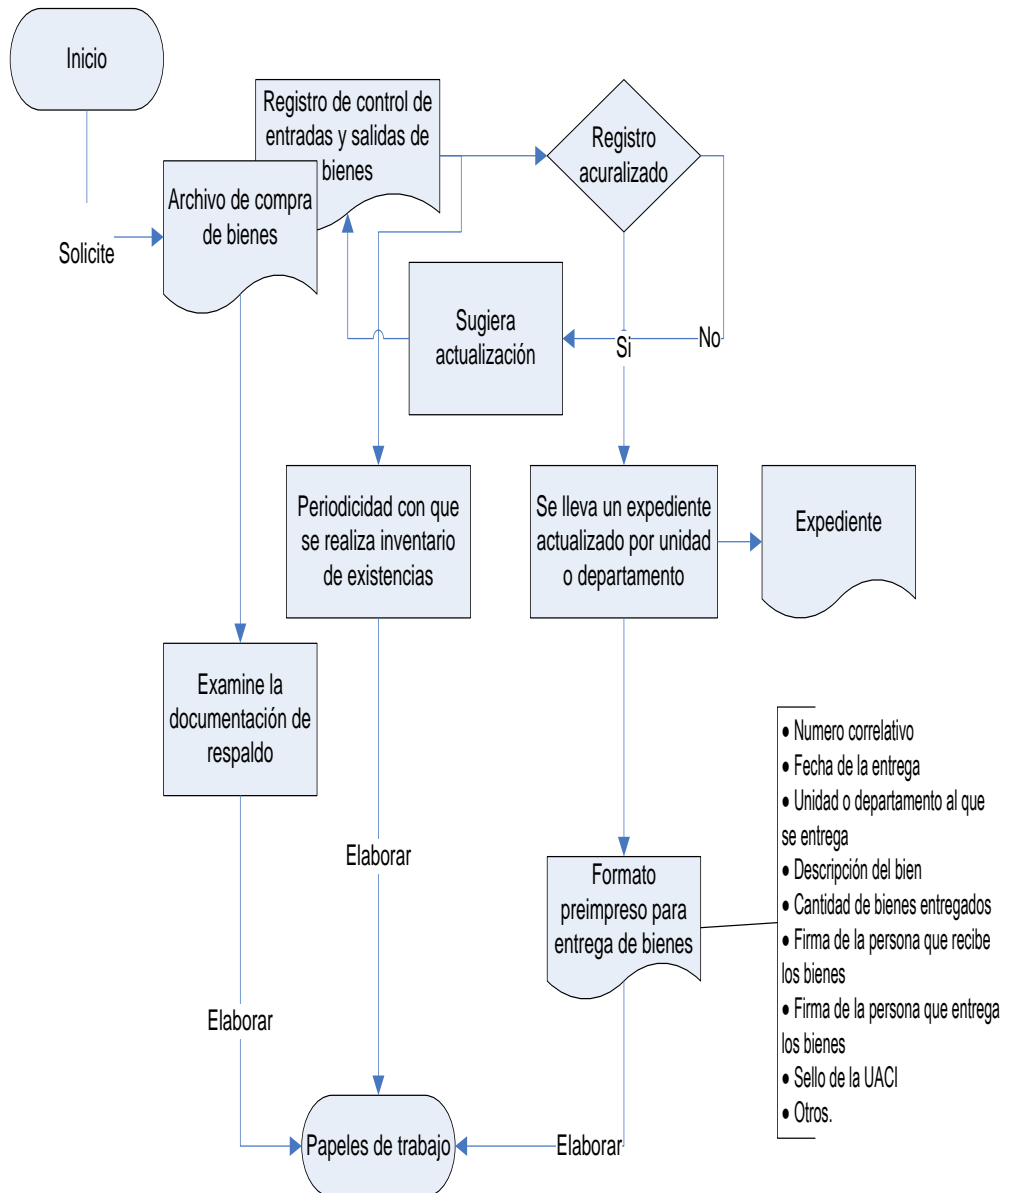 Inicio
Registro de control de
entradas y salidas de
bienes
Registro
acuralizado
Archivo de compra
de bienes
Solicite
Sugiera
actualización
Si
No
Periodicidad con que
se realiza inventario
de existencias
Se lleva un expediente
actualizado por unidad
o departamento
Expediente
Examine la
documentación de
respaldo
• Numero correlativo
• Fecha de la entrega
• Unidad o departamento al que
se entrega
• Descripción del bien
• Cantidad de bienes entregados
• Firma de la persona que recibe
los bienes
• Firma de la persona que entrega
los bienes
• Sello de la UACI
• Otros.
Elaborar
Formato
preimpreso para
entrega de bienes
Elaborar
Papeles de trabajo
Elaborar